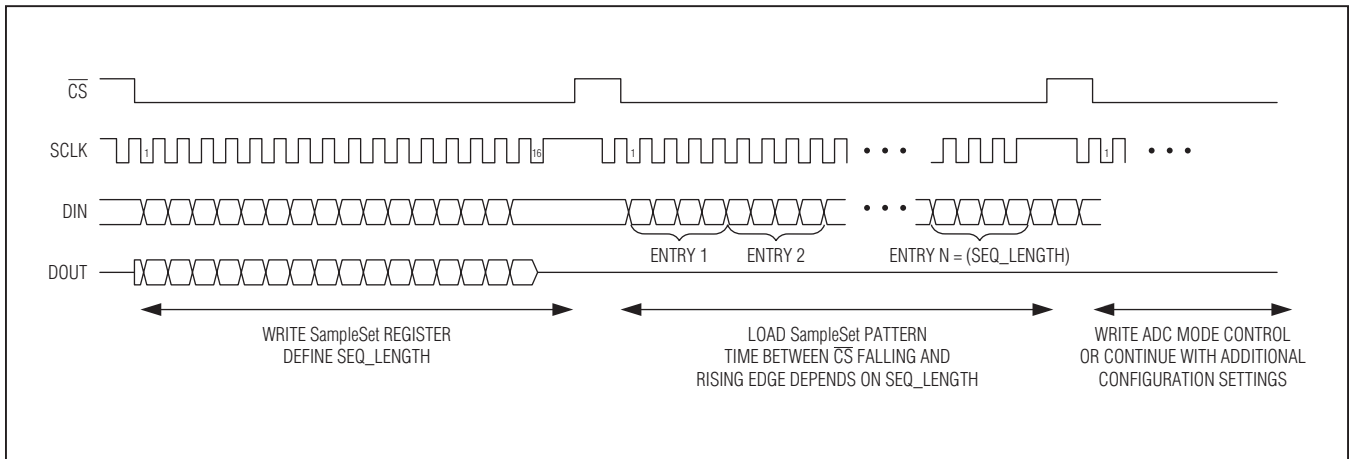 CS
SCLK
1
16
1
1
DIN
ENTRY 1
ENTRY 2
ENTRY N = (SEQ_LENGTH)
DOUT
WRITE SampleSet REGISTER
DEFINE SEQ_LENGTH
LOAD SampleSet PATTERN
TIME BETWEEN CS FALLING AND
RISING EDGE DEPENDS ON SEQ_LENGTH
WRITE ADC MODE CONTROL
OR CONTINUE WITH ADDITIONAL
CONFIGURATION SETTINGS